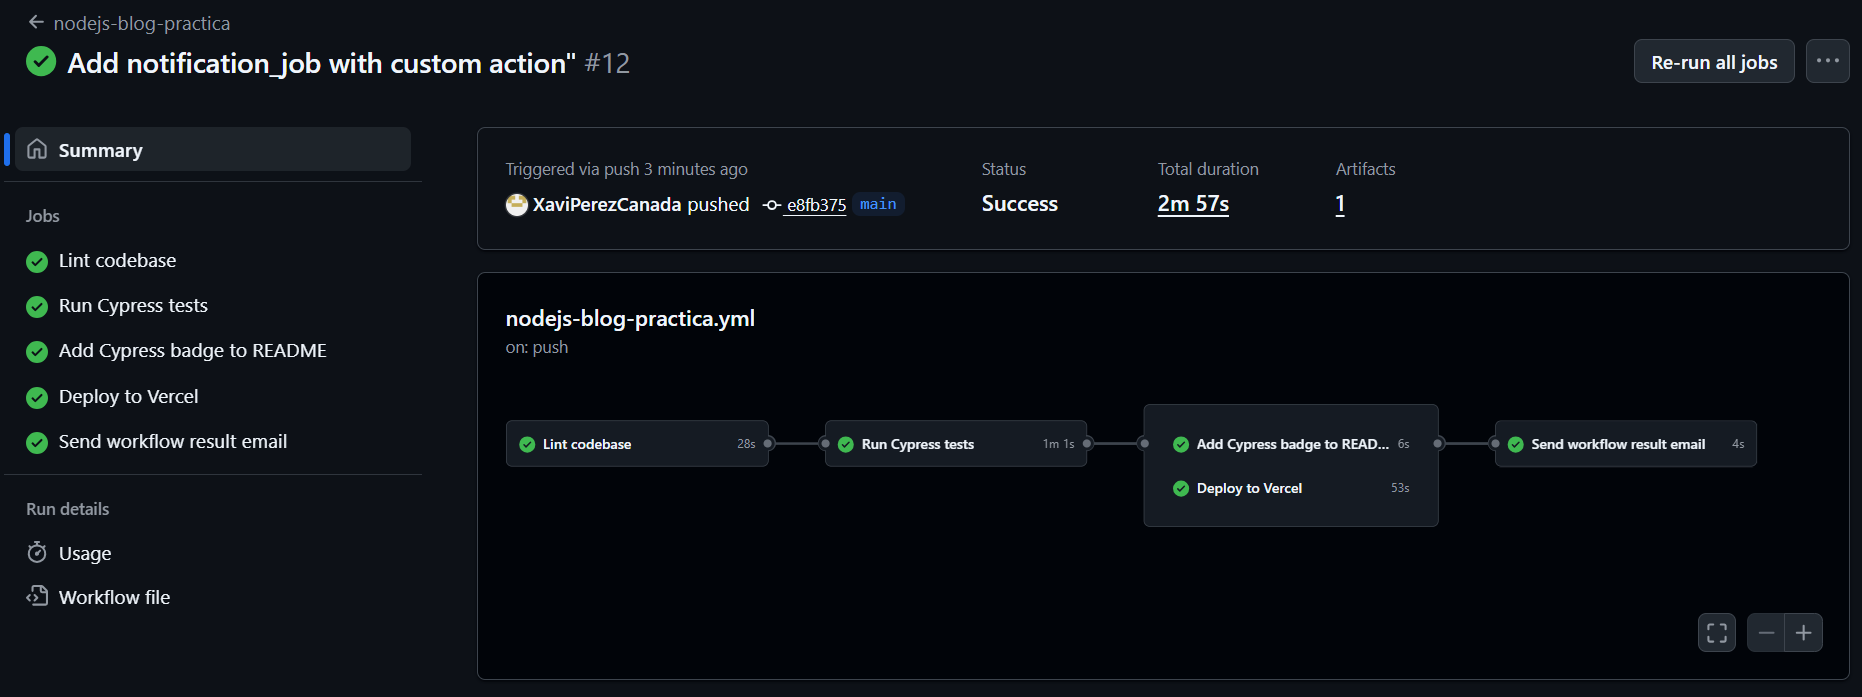 nodejs-blog-practica
Add notification_job with custom action" #12
Re-run all jobs
Summary
Jobs
Lint codebase
Run Cypress tests
Add Cypress badge to README
Deploy to Vercel
Send workflow result email
Run details
Usage
Workflow file
Triggered via push 3 minutes ago
XaviPerezCanada pushed e8fb375 main
Status
Success
Total duration
2m 57s
Artifacts
1
nodejs-blog-practica.yml
on: push
Lint codebase 28s
Run Cypress tests 1m 1s
Add Cypress badge to READ... 6s
Deploy to Vercel 53s
Send workflow result email 4s